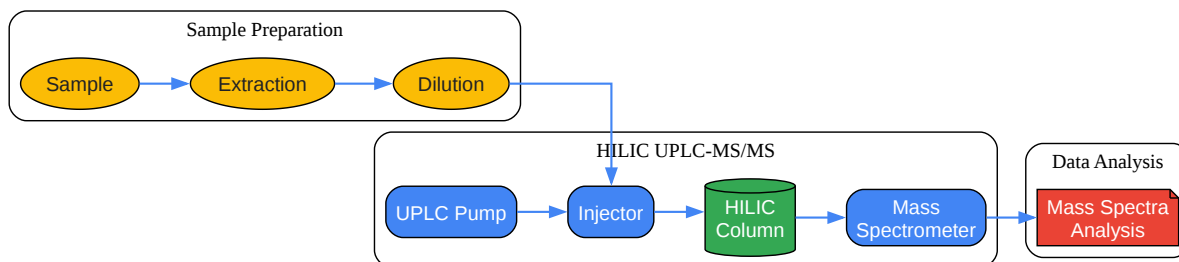 Sample Preparation
Sample
Extraction
Dilution
HILIC UPLC-MS/MS
UPLC Pump
Injector
HILIC
Column
Mass
Spectrometer
Data Analysis
Mass Spectra
Analysis